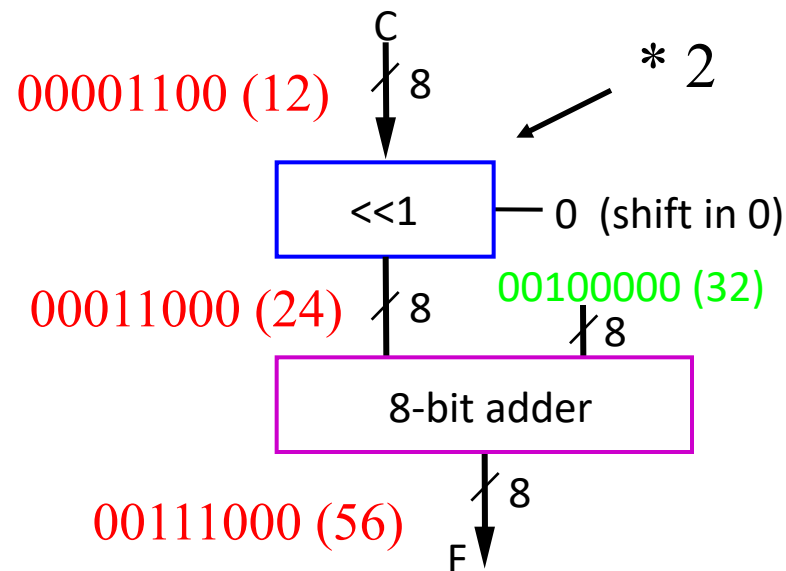 C
* 2
00001100 (12)
8
<<1
0 (shift in 0)
00100000 (32)
00011000 (24)
8
8
8-bit adder
8
00111000 (56)
F